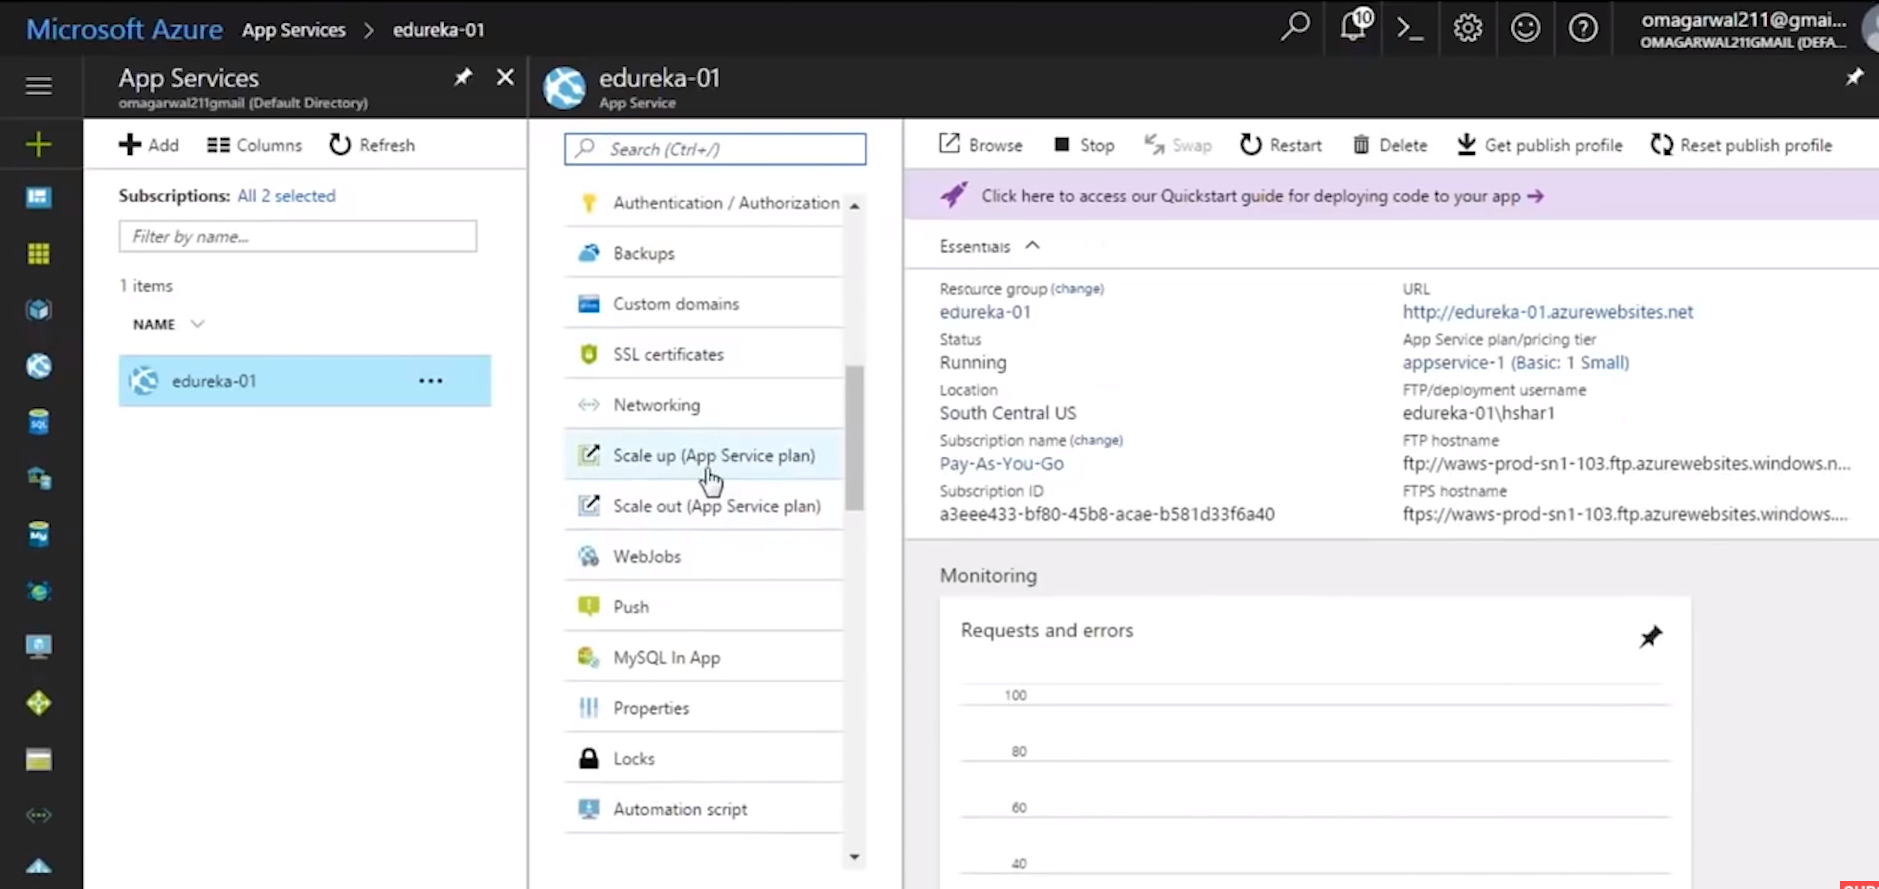 Microsoft Azure App Services > edureka-01
10
omagarwal211@gmai...
OMAGARWAL211GMAIL (DEFA...
App Services
omagarwal211gmail (Default Directory)
Add Columns Refresh
Subscriptions: All 2 selected
Filter by name...
1 items
NAME
edureka-01
...
edureka-01
App Service
Search (Ctrl+/)
Authentication / Authorization
Backups
Custom domains
SSL certificates
Networking
Scale up (App Service plan)
Scale out (App Service plan)
WebJobs
Push
MySQL In App
Properties
Locks
Automation script
Browse Stop Swap Restart Delete Get publish profile Reset publish profile
Click here to access our Quickstart guide for deploying code to your app →
Essentials
Resource group (change)
edureka-01
Status
Running
Location
South Central US
Subscription name (change)
Pay-As-You-Go
Subscription ID
a3eee433-bf80-45b8-acae-b581d33f6a40
URL
http://edureka-01.azurewebsites.net
App Service plan/pricing tier
appservice-1 (Basic: 1 Small)
FTP/deployment username
edureka-01\hshar1
FTP hostname
ftp://waws-prod-sn1-103.ftp.azurewebsites.windows.n...
FTPS hostname
ftps://waws-prod-sn1-103.ftp.azurewebsites.windows....
Monitoring
Requests and errors
100
80
60
40